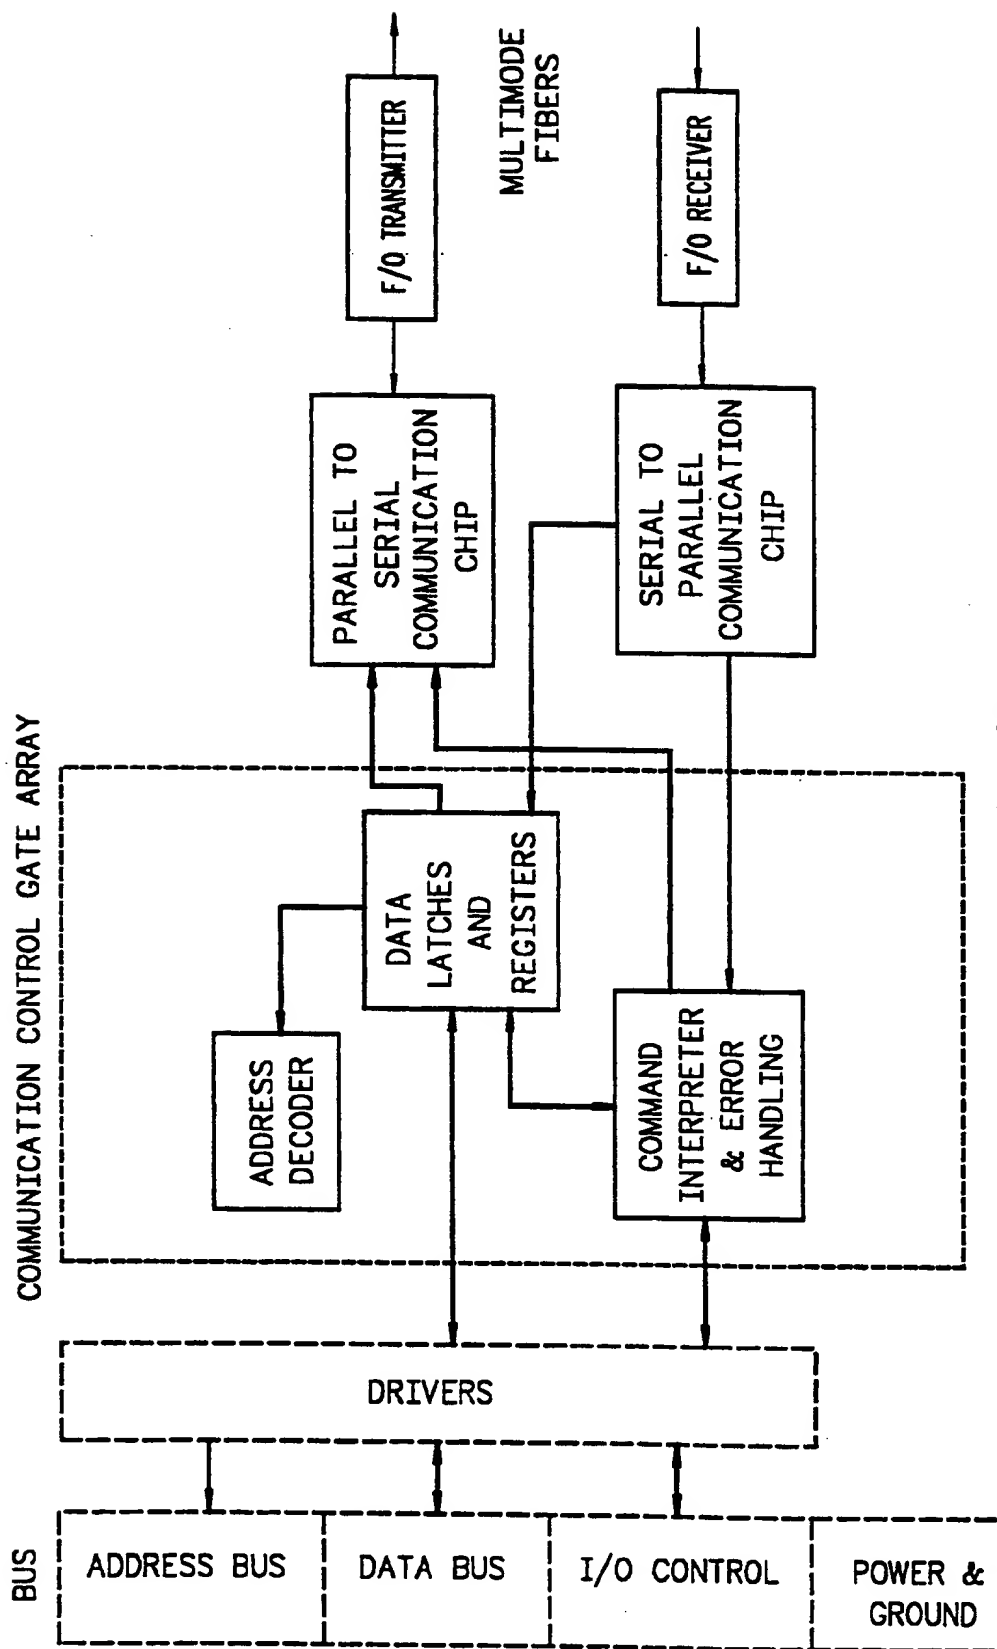 COMMUNICATION CONTROL GATE ARRAY
BUS
ADDRESS BUS
DATA BUS
I/O CONTROL
POWER &
GROUND
DRIVERS
ADDRESS
DECODER
DATA
LATCHES
AND
REGISTERS
COMMAND
INTERPRETER
& ERROR
HANDLING
PARALLEL TO
SERIAL
COMMUNICATION
CHIP
SERIAL TO
PARALLEL
COMMUNICATION
CHIP
F/O TRANSMITTER
MULTIMODE
FIBERS
F/O RECEIVER